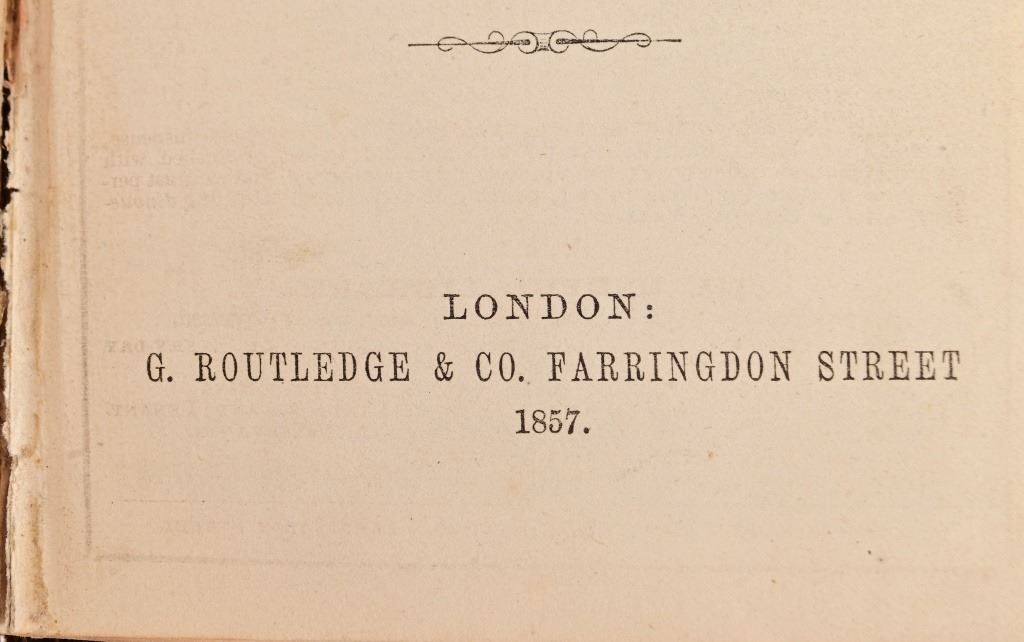 LONDON:
G. ROUTLEDGE & CO. FARRINGDON STREET
1857.